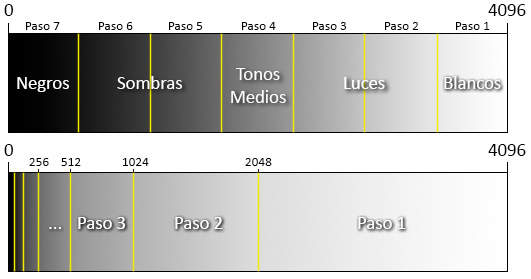 0 4096
Paso 7 Paso 6 Paso 5 Paso 4 Paso 3 Paso 2 Paso 1
Negros Sombras Tonos Medios Luces Blancos
0 4096
256 512 1024 2048
... Paso 3 Paso 2 Paso 1